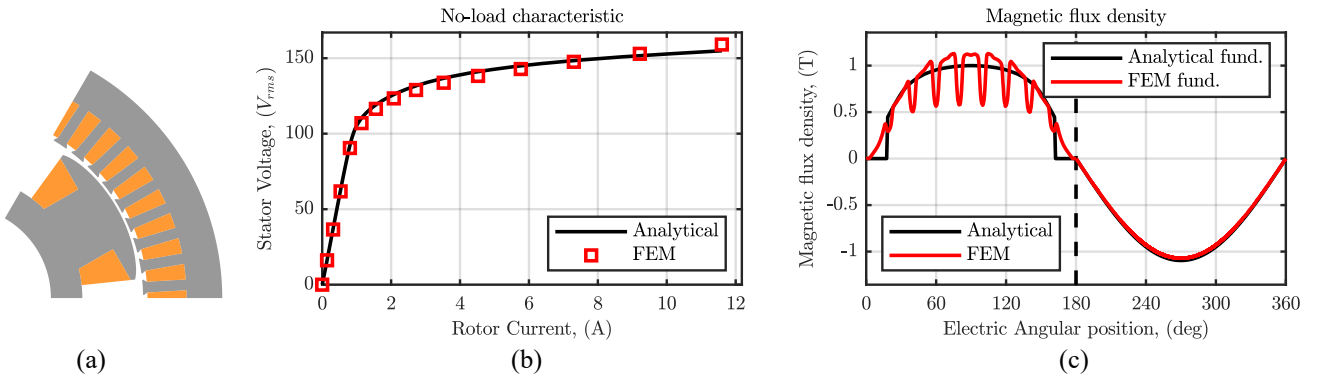 No-load characteristic
Stator Voltage, (V_rms)
150
100
50
0
Analytical
FEM
0 2 4 6 8 10 12
Rotor Current, (A)
Magnetic flux density
Magnetic flux density, (T)
1
0.5
0
-0.5
-1
Analytical fund.
FEM fund.
Analytical
FEM
0 60 120 180 240 300 360
Electric Angular position, (deg)
(a)
(b)
(c)